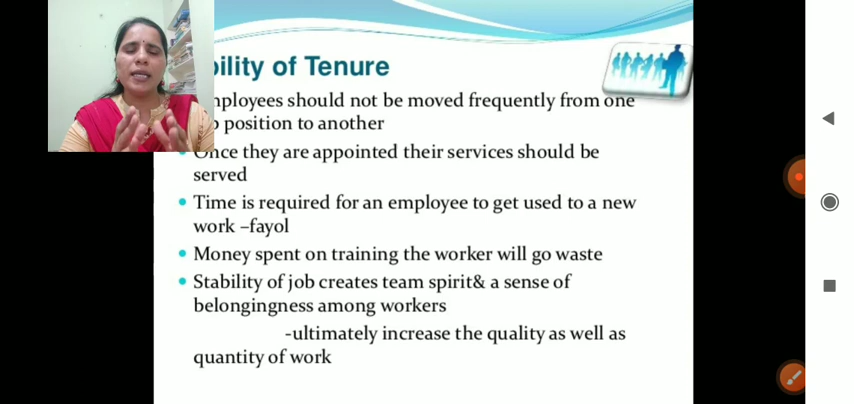 bility of Tenure
mployees should not be moved frequently from one
position to another
Once they are appointed their services should be
served
Time is required for an employee to get used to a new
work –fayol
Money spent on training the worker will go waste
Stability of job creates team spirit& a sense of
belongingness among workers
-ultimately increase the quality as well as
quantity of work